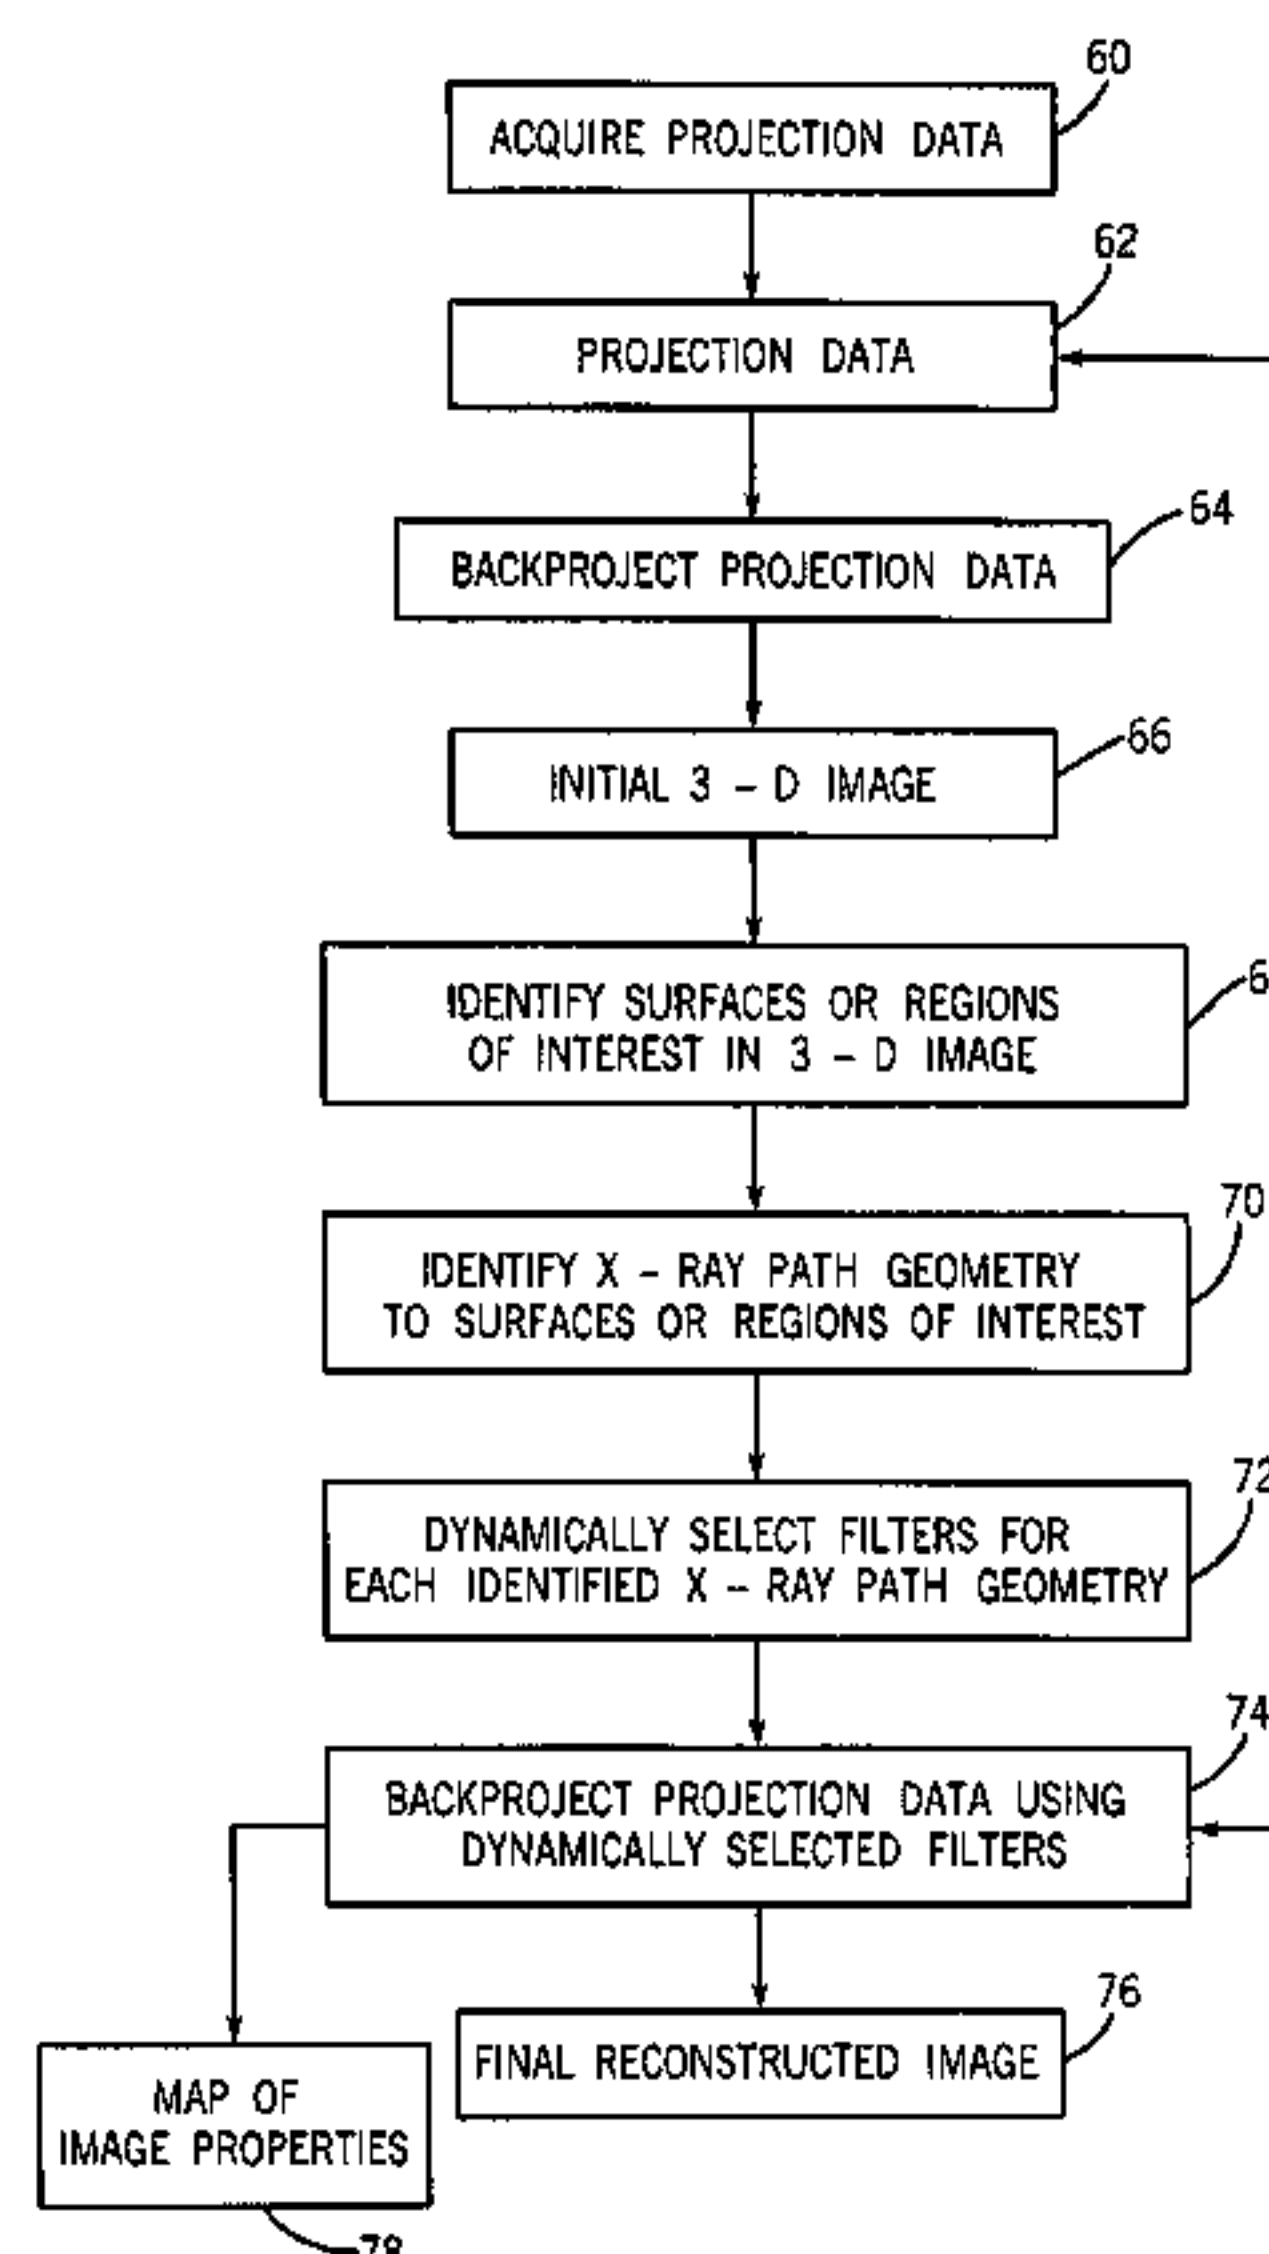 60
ACQUIRE PROJECTION DATA
62
PROJECTION DATA
64
BACKPROJECT PROJECTION DATA
66
INITIAL 3 – D IMAGE
6
IDENTIFY SURFACES OR REGIONS
OF INTEREST IN 3 – D IMAGE
70
IDENTIFY X – RAY PATH GEOMETRY
TO SURFACES OR REGIONS OF INTEREST
72
DYNAMICALLY SELECT FILTERS FOR
EACH IDENTIFIED X – RAY PATH GEOMETRY
74
BACKPROJECT PROJECTION DATA USING
DYNAMICALLY SELECTED FILTERS
76
FINAL RECONSTRUCTED IMAGE
MAP OF
IMAGE PROPERTIES
78